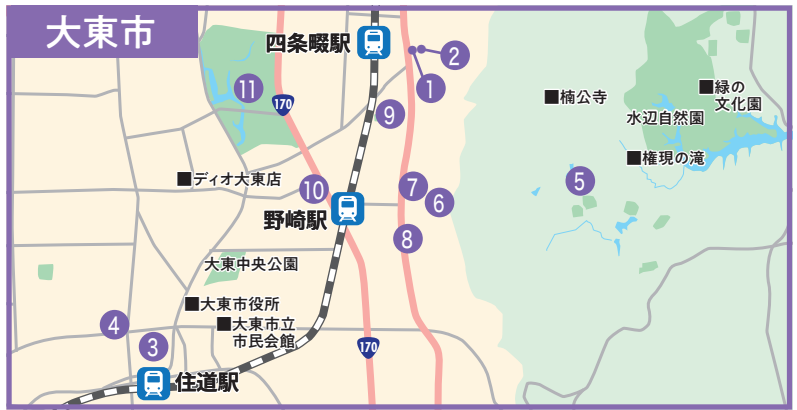 大東市
四条畷駅
②
①
⑪
170
⑨
■楠公寺
■緑の
文化園
水辺自然園
■権現の滝
■ディオ大東店
⑩
⑦
⑥
⑤
野崎駅
⑧
大東中央公園
■大東市役所
■大東市立
市民会館
④
③
170
住道駅